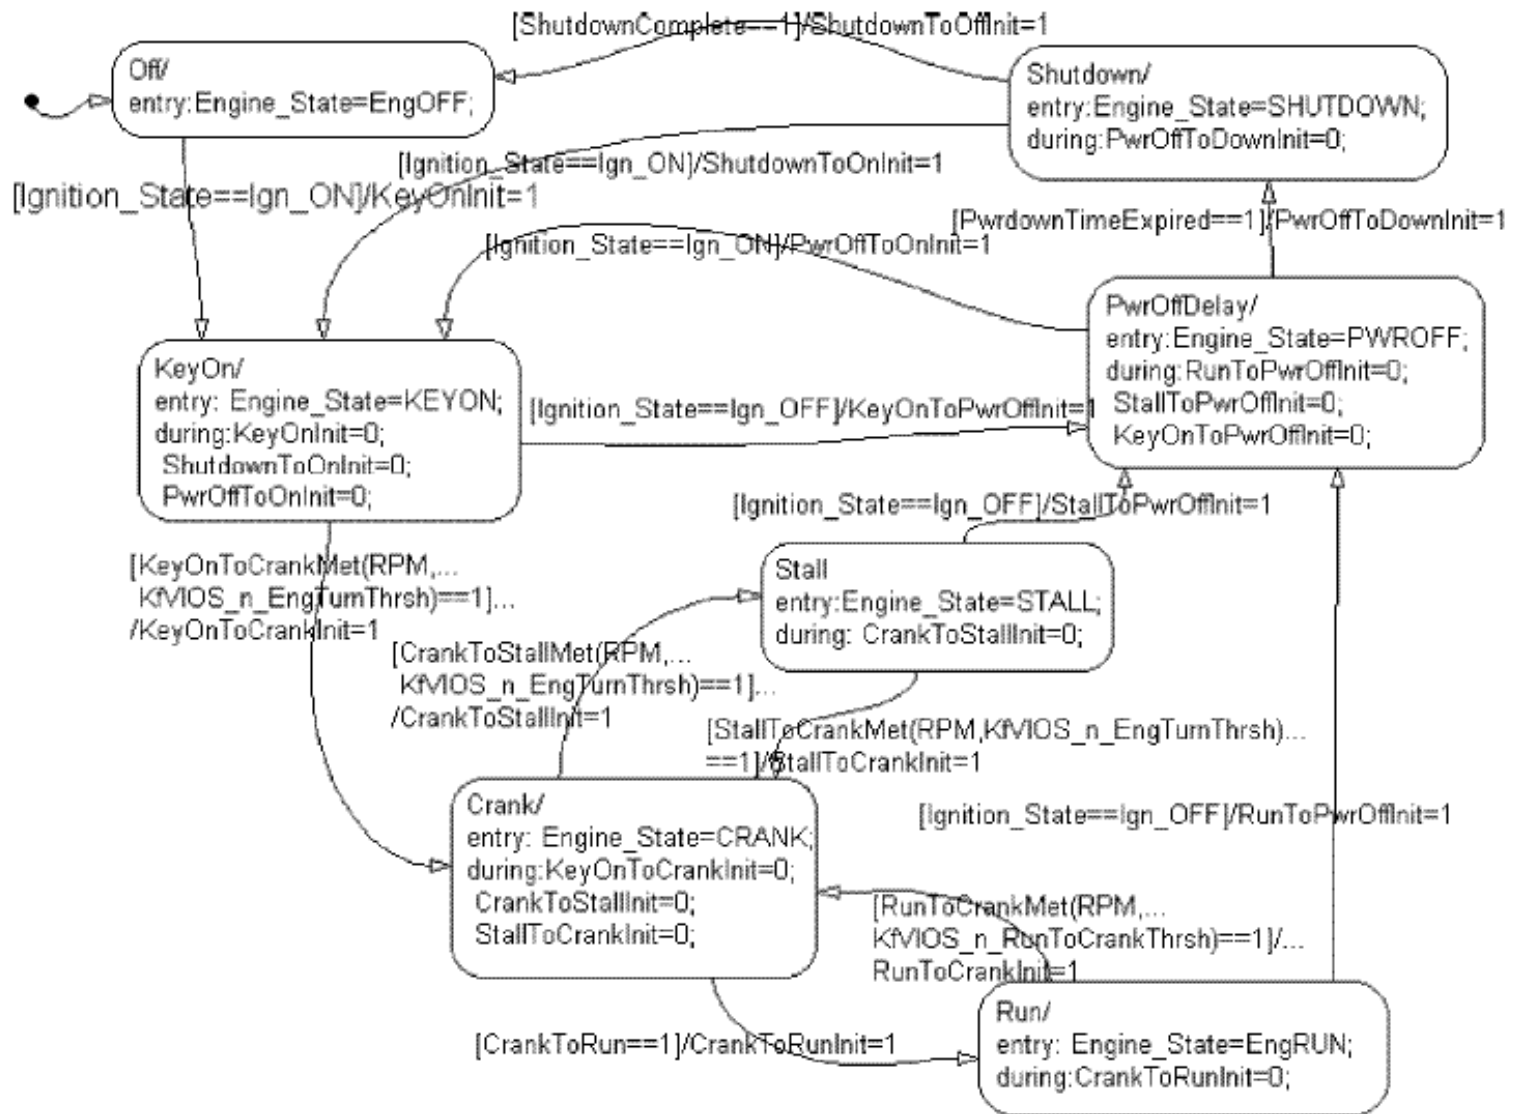 [ShutdownComplete==1]/ShutdownToOffInit=1
Off/
entry:Engine_State=EngOFF;
Shutdown/
entry:Engine_State=SHUTDOWN;
during:PwrOffToDownInit=0;
[Ignition_State==Ign_ON]/ShutdownToOnInit=1
[Ignition_State==Ign_ON]/KeyOnInit=1
[PwrdownTimeExpired==1]/PwrOffToDownInit=1
[Ignition_State==Ign_ON]/PwrOffToOnInit=1
PwrOffDelay/
entry:Engine_State=PWROFF;
during:RunToPwrOffInit=0;
StallToPwrOffInit=0;
KeyOnToPwrOffInit=0;
KeyOn/
entry: Engine_State=KEYON;
during:KeyOnInit=0;
ShutdownToOnInit=0;
PwrOffToOnInit=0;
[Ignition_State==Ign_OFF]/KeyOnToPwrOffInit=1
[Ignition_State==Ign_OFF]/StallToPwrOffInit=1
[KeyOnToCrankMet(RPM,...
KfVIOS_n_EngTurnThrsh)==1]...
/KeyOnToCrankInit=1
Stall
entry:Engine_State=STALL;
during: CrankToStallInit=0;
[CrankToStallMet(RPM,...
KfVIOS_n_EngTurnThrsh)==1]...
/CrankToStallInit=1
[StallToCrankMet(RPM,KfVIOS_n_EngTurnThrsh)...
==1]/StallToCrankInit=1
Crank/
entry: Engine_State=CRANK;
during:KeyOnToCrankInit=0;
CrankToStallInit=0;
StallToCrankInit=0;
[Ignition_State==Ign_OFF]/RunToPwrOffInit=1
[RunToCrankMet(RPM,...
KfVIOS_n_RunToCrankThrsh)==1]/...
RunToCrankInit=1
[CrankToRun==1]/CrankToRunInit=1
Run/
entry: Engine_State=EngRUN;
during:CrankToRunInit=0;